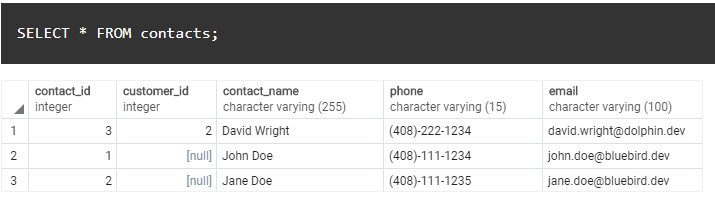 SELECT * FROM contacts;
contact_id customer_id contact_name phone email
integer integer character varying (255) character varying (15) character varying (100)
1 3 2 David Wright (408)-222-1234 david.wright@dolphin.dev
2 1 [null] John Doe (408)-111-1234 john.doe@bluebird.dev
3 2 [null] Jane Doe (408)-111-1235 jane.doe@bluebird.dev